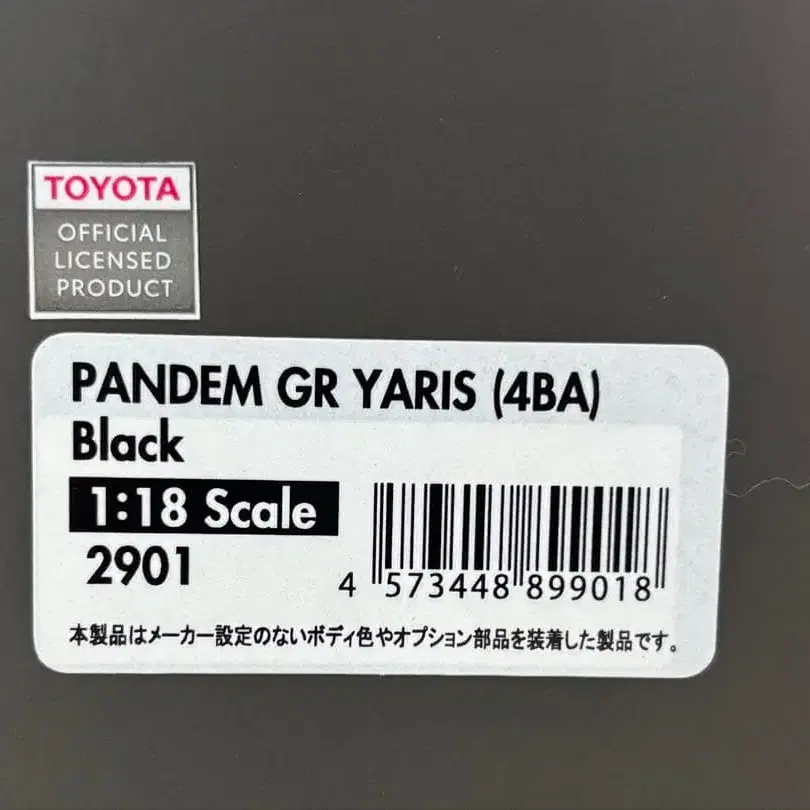 TOYOTA
OFFICIAL
LICENSED
PRODUCT
PANDEM GR YARIS (4BA)
Black
1:18 Scale
2901
4 573448 899018
本製品はメーカー設定のないボディ色やオプション部品を装着した製品です。